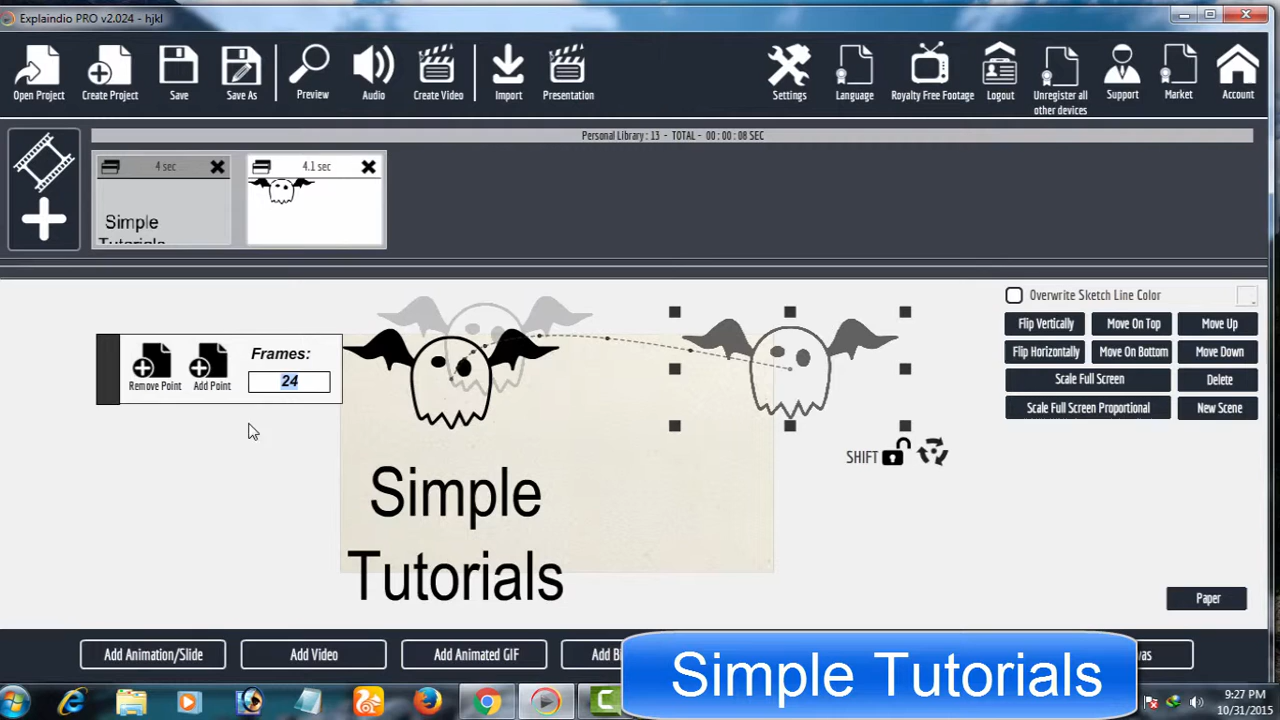 Explaindio PRO v2.024 - hjkl
Open Project
Create Project
Save
Save As
Preview
Audio
Create Video
Import
Presentation
Settings
Language
Royalty Free Footage
Logout
Unregister all
other devices
Support
Market
Account
Personal Library : 13 - TOTAL - 00 : 00 : 08 SEC
4 sec
4.1 sec
Simple
Tutorials
Overwrite Sketch Line Color
Flip Vertically
Move On Top
Move Up
Flip Horizontally
Move On Bottom
Move Down
Scale Full Screen
Delete
Scale Full Screen Proportional
New Scene
Remove Point
Add Point
Frames:
24
SHIFT
Simple
Tutorials
Paper
Add Animation/Slide
Add Video
Add Animated GIF
Simple Tutorials
9:27 PM
10/31/2015